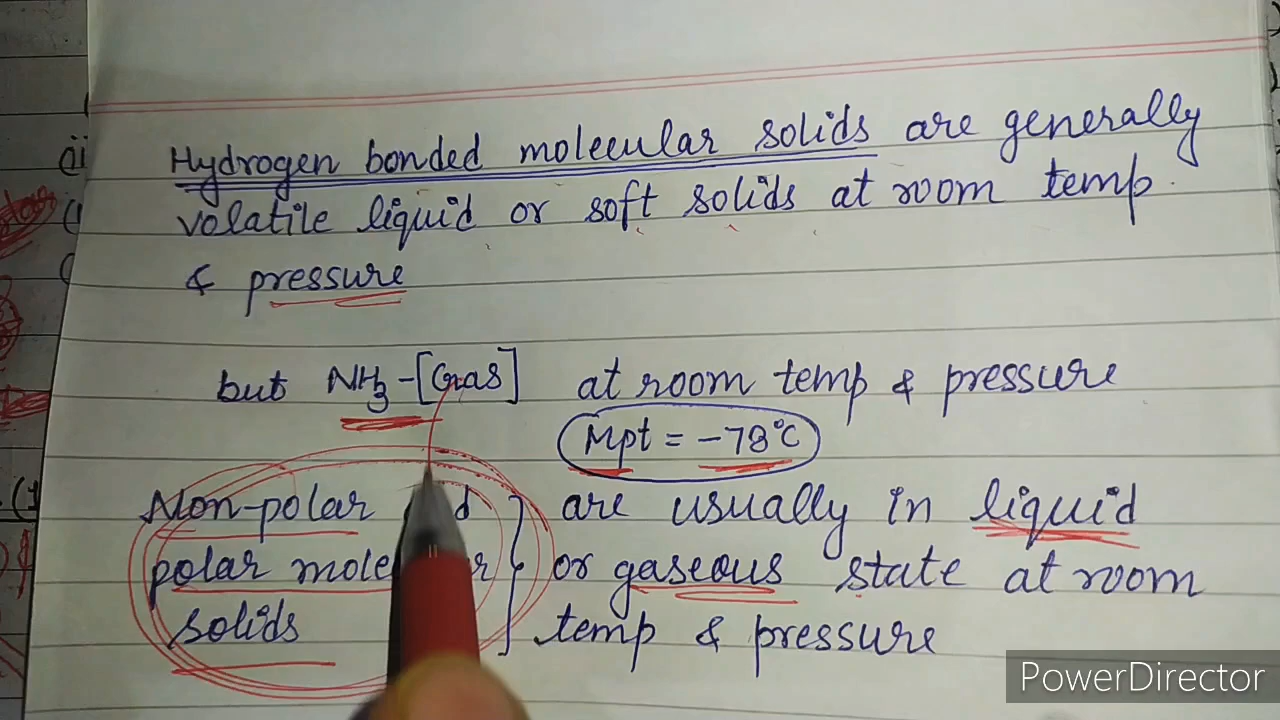 Hydrogen bonded molecular solids are generally
volatile liquid or soft solids at room temp.
& pressure
but NH3 - [Gas] at room temp & pressure
Mpt = -78°C
Non-polar are usually in liquid
polar or gaseous state at room
solids temp & pressure
PowerDirector